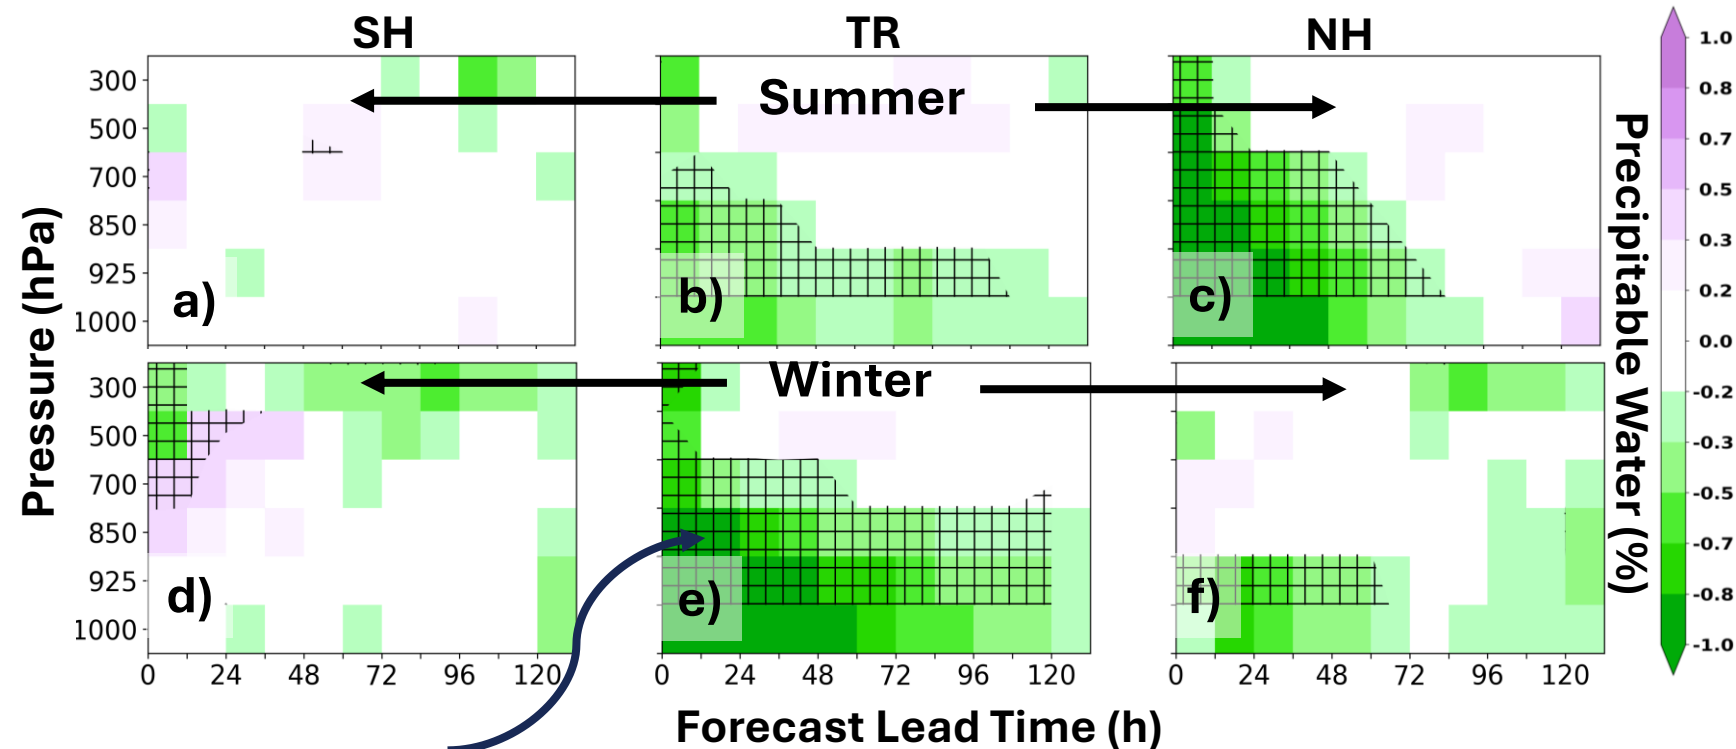 SH TR NH
Summer
Pressure (hPa)
300
500
700
850
925
1000
a)
b)
c)
Winter
300
500
700
850
925
1000
d)
e)
f)
0 24 48 72 96 120
0 24 48 72 96 120
0 24 48 72 96 120
Forecast Lead Time (h)
Precipitable Water (%)
1.0
0.8
0.7
0.5
0.3
0.2
0.0
-0.2
-0.3
-0.5
-0.7
-0.8
-1.0